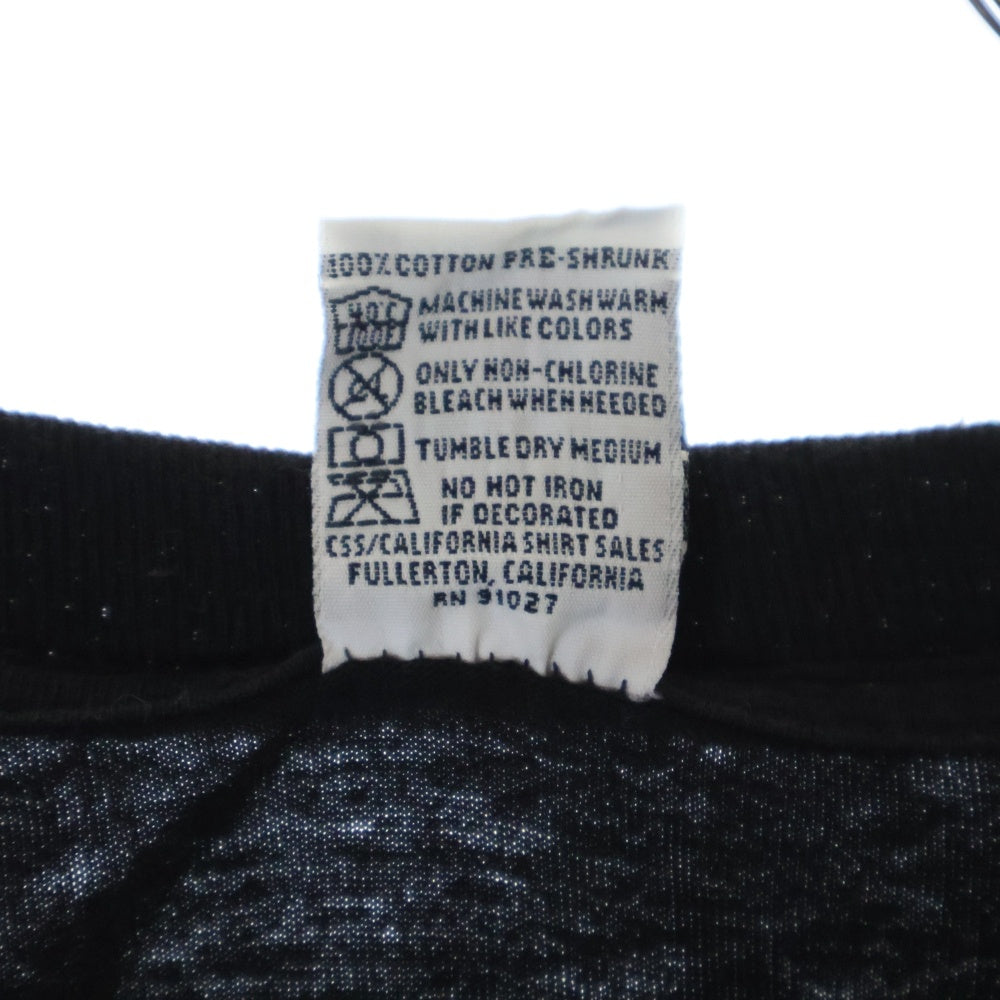 100% COTTON PRE-SHRUNK
40°C
MACHINE WASH WARM
WITH LIKE COLORS
Cl
ONLY NON-CHLORINE
BLEACH WHEN NEEDED
TUMBLE DRY MEDIUM
NO HOT IRON
IF DECORATED
CSS/CALIFORNIA SHIRT SALES
FULLERTON, CALIFORNIA
RN 91027